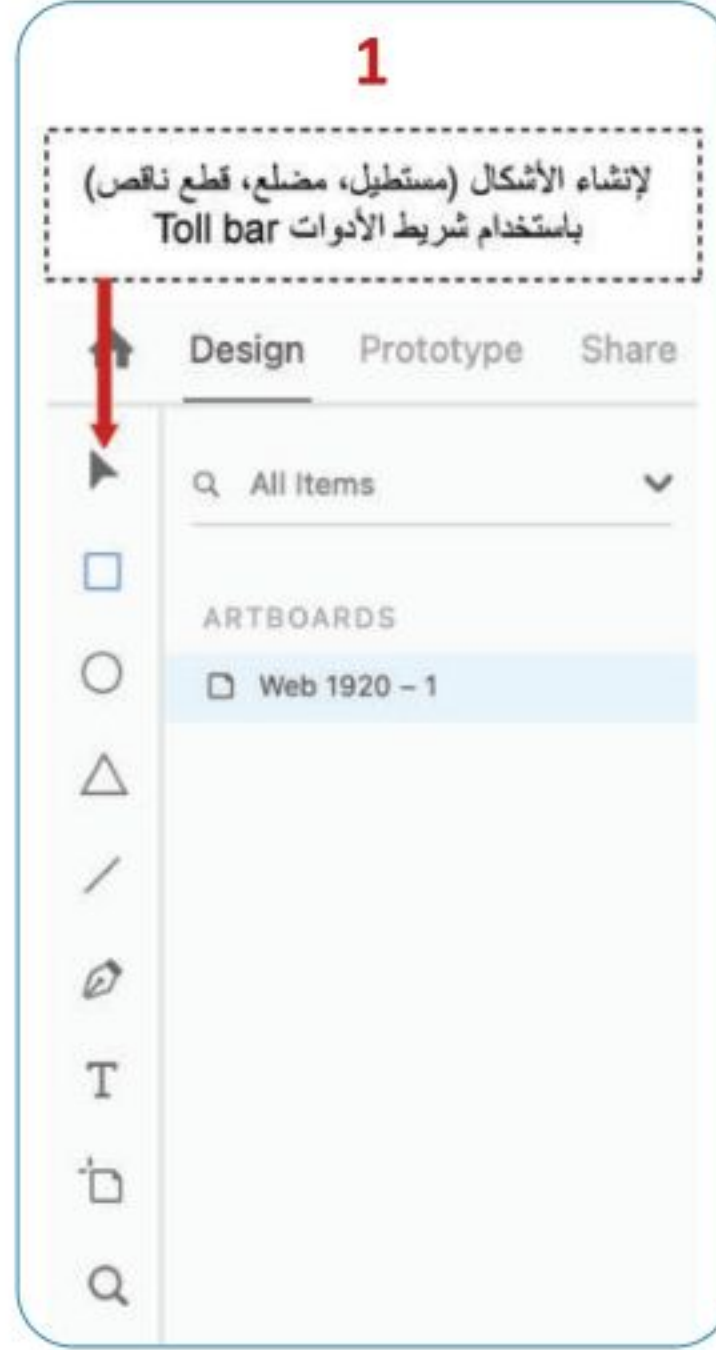 1
لإنشاء الأشكال (مستطيل، مضلع، قطع ناقص)
باستخدام شريط الأدوات Toll bar
Design Prototype Share
All Items
ARTBOARDS
Web 1920 – 1
T